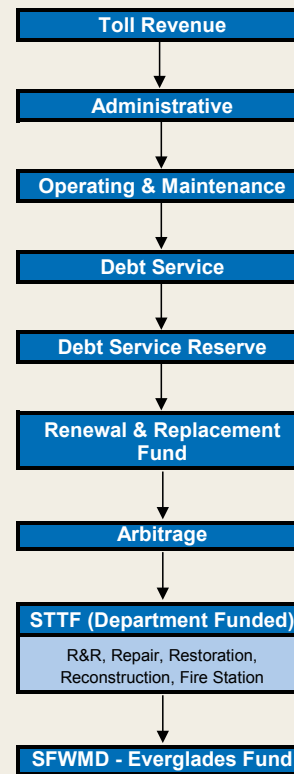 Toll Revenue
Administrative
Operating & Maintenance
Debt Service
Debt Service Reserve
Renewal & Replacement
Fund
Arbitrage
STTF (Department Funded)
R&R, Repair, Restoration,
Reconstruction, Fire Station
SFWMD - Everglades Fund